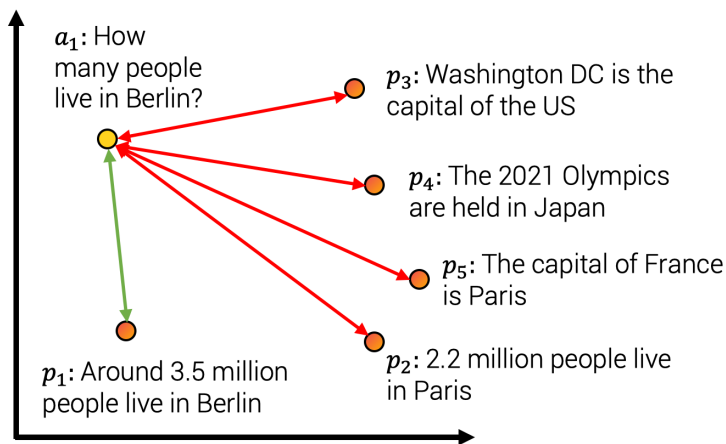 a₁: How
many people
live in Berlin?
p₃: Washington DC is the
capital of the US
p₄: The 2021 Olympics
are held in Japan
p₅: The capital of France
is Paris
p₁: Around 3.5 million
people live in Berlin
p₂: 2.2 million people live
in Paris